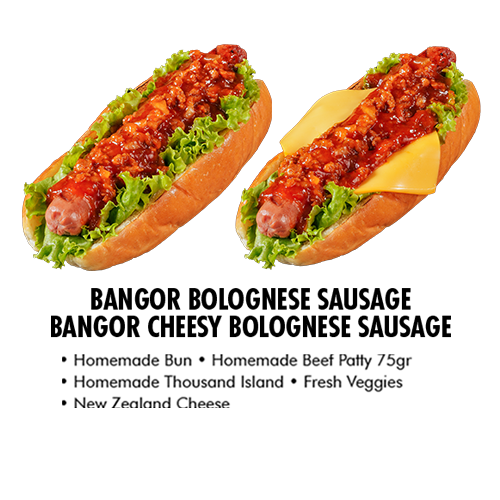 BANGOR BOLOGNESE SAUSAGE
BANGOR CHEESY BOLOGNESE SAUSAGE
• Homemade Bun • Homemade Beef Patty 75gr
• Homemade Thousand Island • Fresh Veggies
• New Zealand Cheese